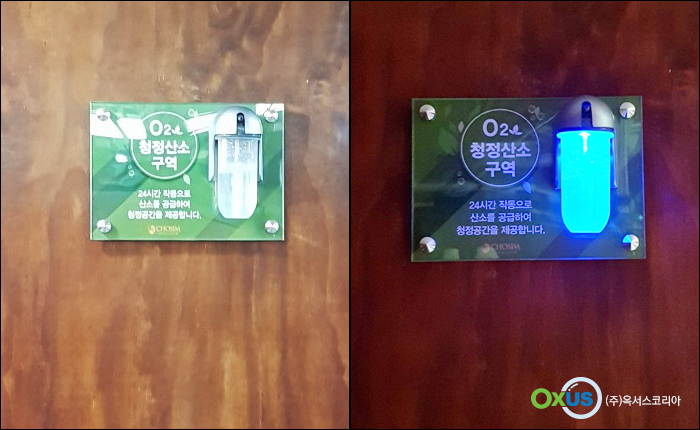 O2
청정산소
구역
24시간 작동으로
산소를 공급하여
청정공간을 제공합니다.
CHOSIM
O2
청정산소
구역
24시간 작동으로
산소를 공급하여
청정공간을 제공합니다.
CHOSIM
OXUS (주)옥서스코리아